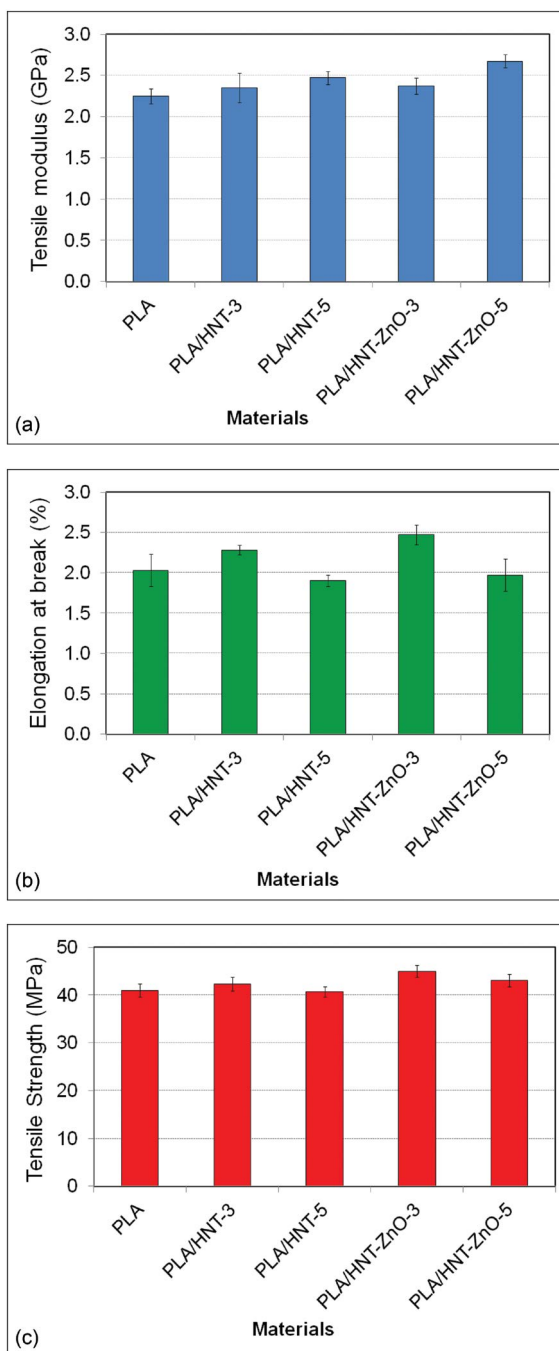 3.0
2.5
2.0
1.5
1.0
0.5
0.0
Tensile modulus (GPa)
PLA
PLA/HNT-3
PLA/HNT-5
PLA/HNT-ZnO-3
PLA/HNT-ZnO-5
Materials
(a)
3.0
2.5
2.0
1.5
1.0
0.5
0.0
Elongation at break (%)
PLA
PLA/HNT-3
PLA/HNT-5
PLA/HNT-ZnO-3
PLA/HNT-ZnO-5
Materials
(b)
50
40
30
20
10
0
Tensile Strength (MPa)
PLA
PLA/HNT-3
PLA/HNT-5
PLA/HNT-ZnO-3
PLA/HNT-ZnO-5
Materials
(c)